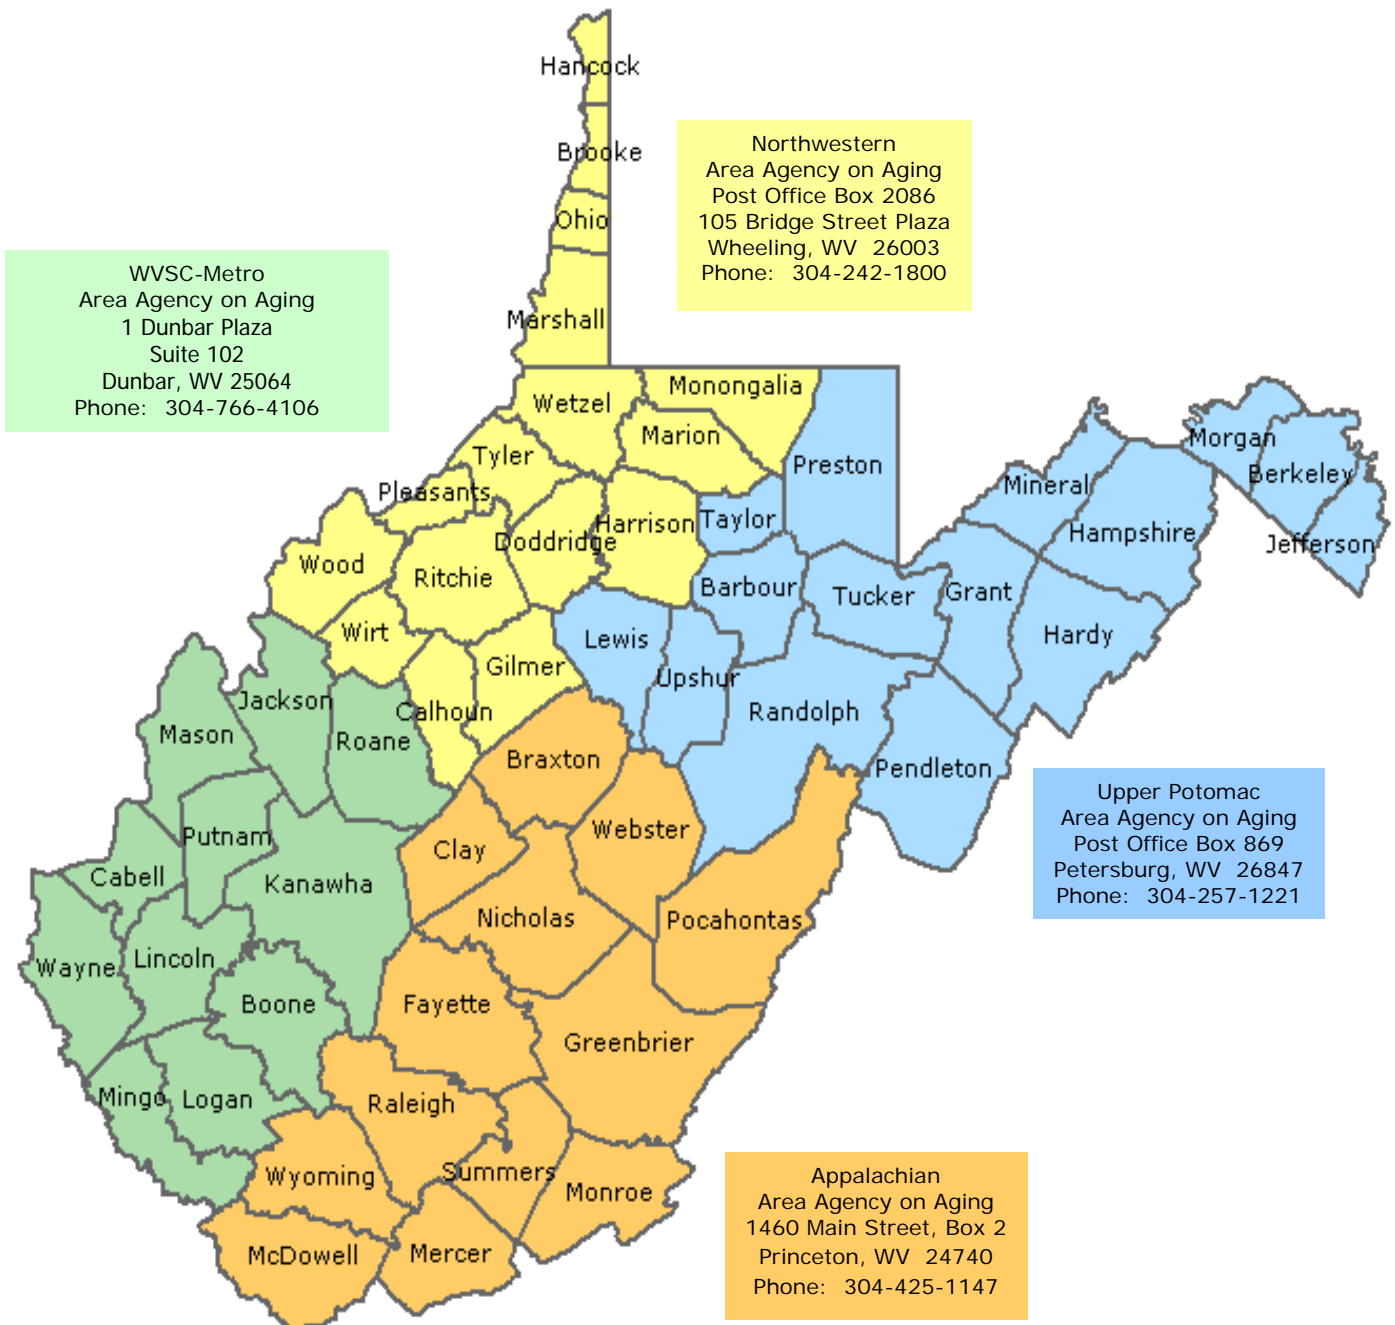 Hancock
Brooke
Ohio
Marshall
Northwestern
Area Agency on Aging
Post Office Box 2086
105 Bridge Street Plaza
Wheeling, WV 26003
Phone: 304-242-1800
WVSC-Metro
Area Agency on Aging
1 Dunbar Plaza
Suite 102
Dunbar, WV 25064
Phone: 304-766-4106
Wetzel
Monongalia
Marion
Tyler
Pleasants
Preston
Morgan
Berkeley
Mineral
Jefferson
Hampshire
Harrison
Taylor
Doddridge
Wood
Ritchie
Barbour
Tucker
Grant
Hardy
Wirt
Lewis
Gilmer
Upshur
Calhoun
Randolph
Pendleton
Jackson
Mason
Roane
Braxton
Webster
Putnam
Clay
Cabell
Kanawha
Nicholas
Pocahontas
Upper Potomac
Area Agency on Aging
Post Office Box 869
Petersburg, WV 26847
Phone: 304-257-1221
Wayne
Lincoln
Boone
Fayette
Greenbrier
Mingo
Logan
Raleigh
Wyoming
Summers
Monroe
McDowell
Mercer
Appalachian
Area Agency on Aging
1460 Main Street, Box 2
Princeton, WV 24740
Phone: 304-425-1147